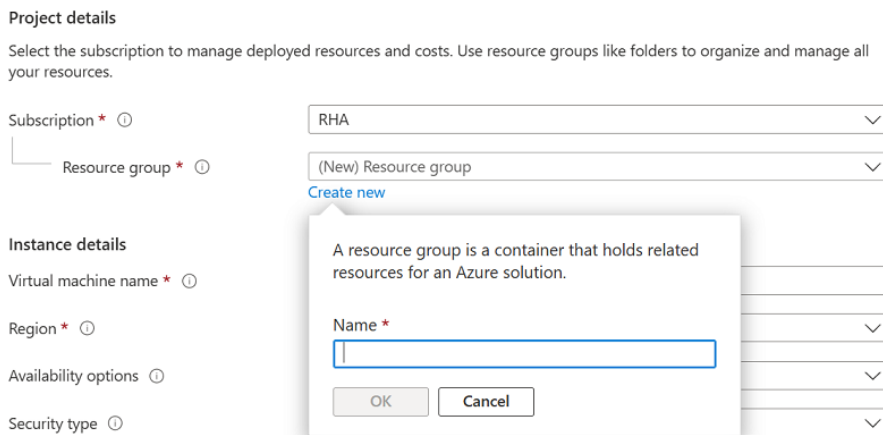 Project details
Select the subscription to manage deployed resources and costs. Use resource groups like folders to organize and manage all
your resources.
Subscription *
RHA
Resource group *
(New) Resource group
Create new
Instance details
A resource group is a container that holds related
resources for an Azure solution.
Virtual machine name *
Name *
Region *
Availability options
OK
Cancel
Security type